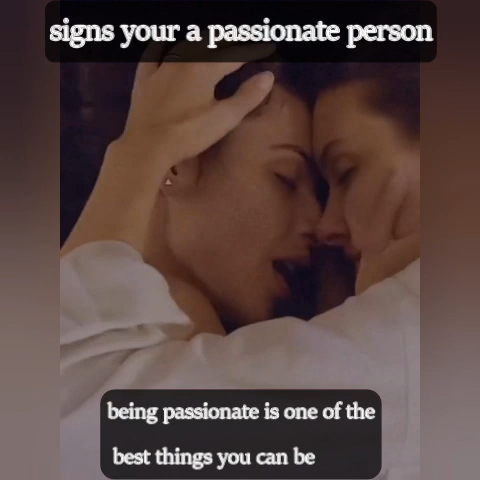 signs your a passionate person
being passionate is one of the
best things you can be